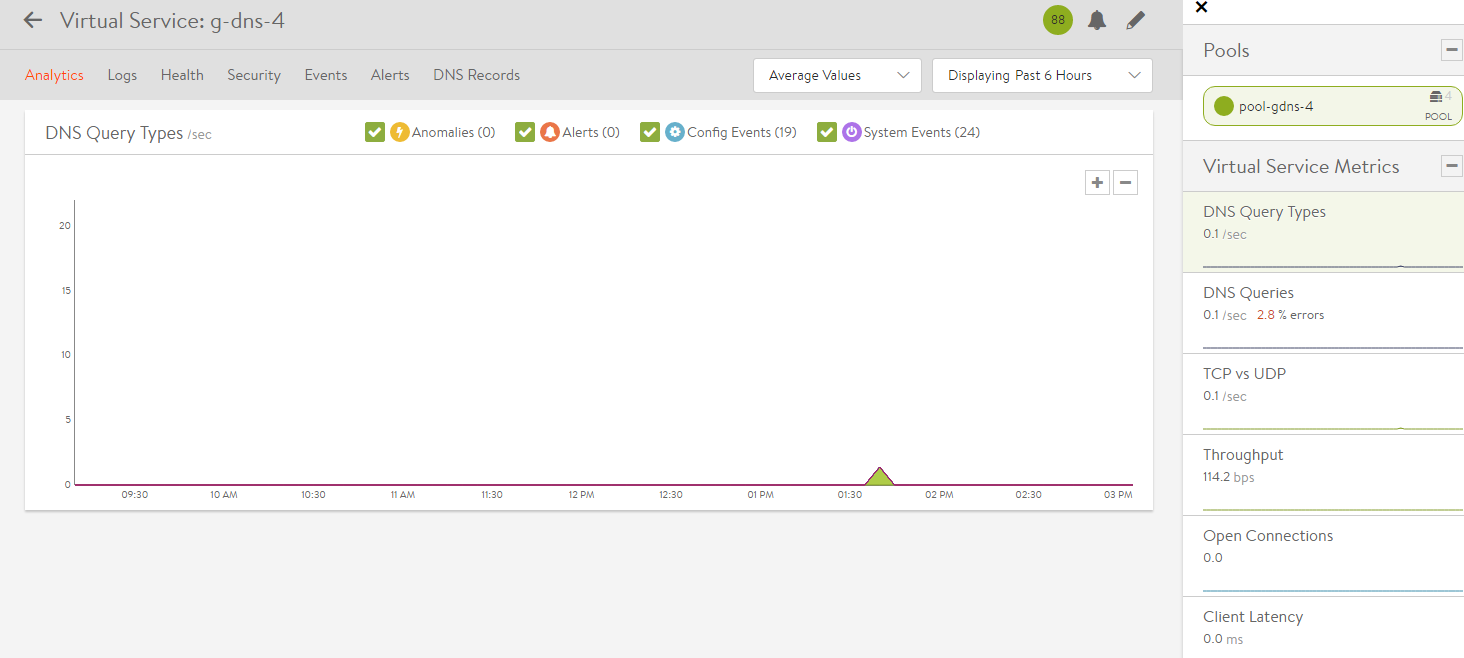 Virtual Service: g-dns-4
88
Analytics Logs Health Security Events Alerts DNS Records
Average Values
Displaying Past 6 Hours
DNS Query Types /sec
Anomalies (0) Alerts (0) Config Events (19) System Events (24)
20
15
10
5
0
09:30 10 AM 10:30 11 AM 11:30 12 PM 12:30 01 PM 01:30 02 PM 02:30 03 PM
Pools
pool-gdns-4
4
POOL
Virtual Service Metrics
DNS Query Types
0.1 /sec
DNS Queries
0.1 /sec 2.8 % errors
TCP vs UDP
0.1 /sec
Throughput
114.2 bps
Open Connections
0.0
Client Latency
0.0 ms